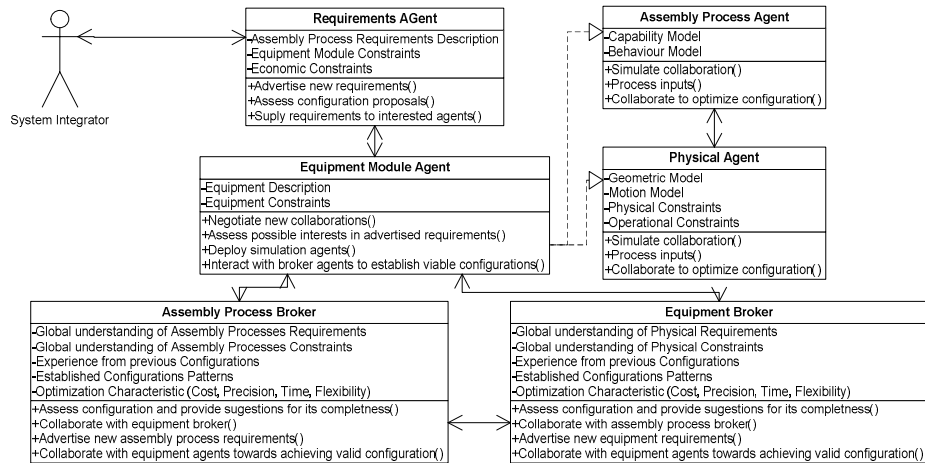 Requirements AGent
-Assembly Process Requirements Description
-Equipment Module Constraints
-Economic Constraints
+Advertise new requirements()
+Assess configuration proposals()
+Suply requirements to interested agents()
System Integrator
Assembly Process Agent
-Capability Model
-Behaviour Model
+Simulate collaboration()
+Process inputs()
+Collaborate to optimize configuration()
Equipment Module Agent
-Equipment Description
-Equipment Constraints
+Negotiate new collaborations()
+Assess possible interests in advertised requirements()
+Deploy simulation agents()
+Interact with broker agents to establish viable configurations()
Physical Agent
-Geometric Model
-Motion Model
-Physical Constraints
-Operational Constraints
+Simulate collaboration()
+Process inputs()
+Collaborate to optimize configuration()
Assembly Process Broker
-Global understanding of Assembly Processes Requirements
-Global understanding of Assembly Processes Constraints
-Experience from previous Configurations
-Established Configurations Patterns
-Optimization Characteristic (Cost, Precision, Time, Flexibility)
+Assess configuration and provide sugestions for its completness()
+Collaborate with equipment broker()
+Advertise new assembly process requirements()
+Collaborate with equipment agents towards achieving valid configuration()
Equipment Broker
-Global understanding of Physical Requirements
-Global understanding of Physical Constraints
-Experience from previous Configurations
-Established Configurations Patterns
-Optimization Characteristic (Cost, Precision, Time, Flexibility)
+Assess configuration and provide sugestions for its completness()
+Collaborate with assembly process broker()
+Advertise new equipment requirements()
+Collaborate with equipment agents towards achieving valid configuration()